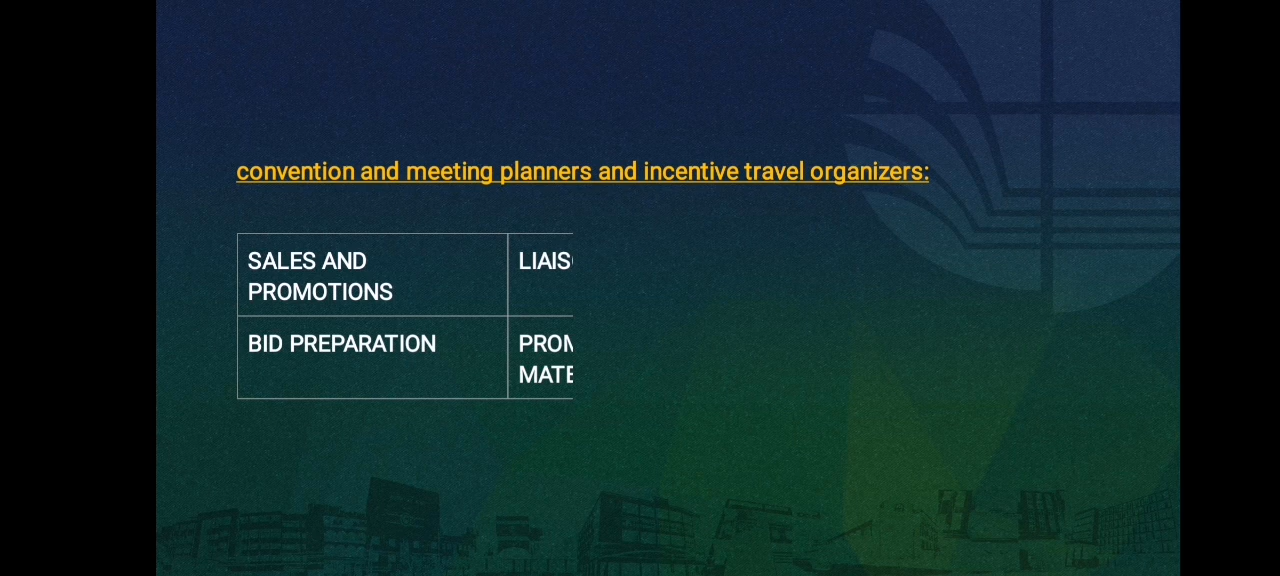 convention and meeting planners and incentive travel organizers:
SALES AND
PROMOTIONS
BID PREPARATION